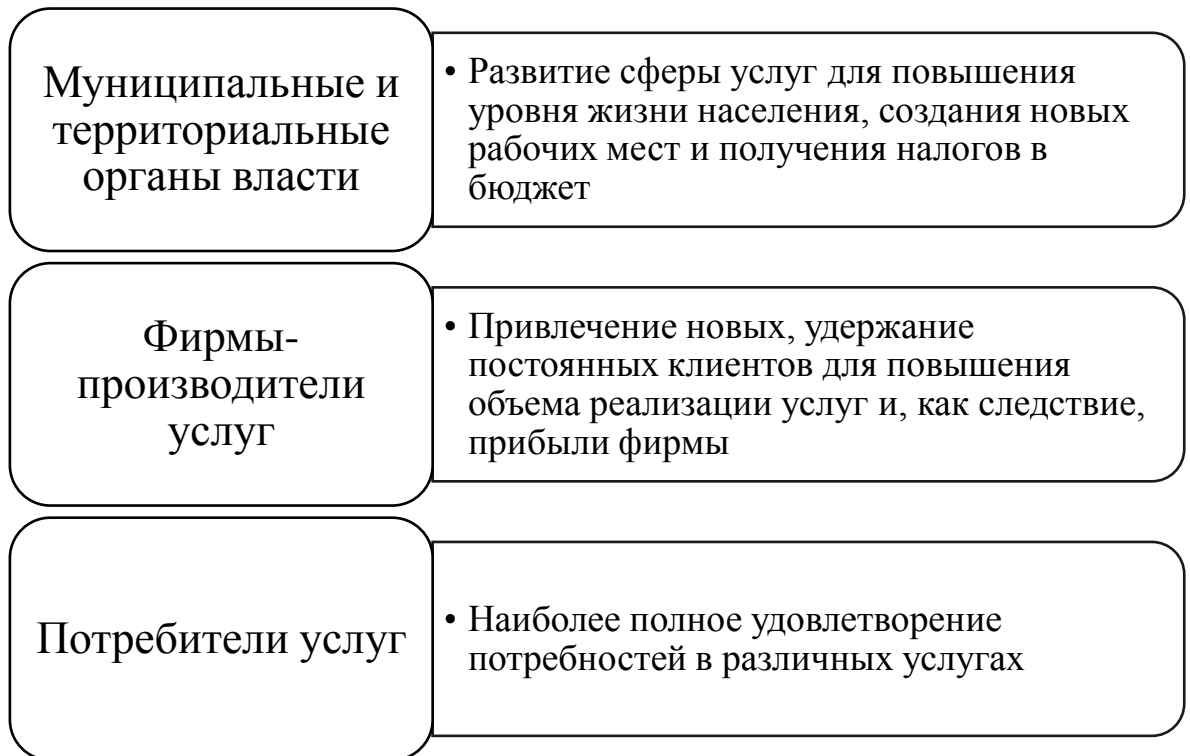 Муниципальные и
территориальные
органы власти
• Развитие сферы услуг для повышения
уровня жизни населения, создания новых
рабочих мест и получения налогов в
бюджет
Фирмы-
производители
услуг
• Привлечение новых, удержание
постоянных клиентов для повышения
объема реализации услуг и, как следствие,
прибыли фирмы
Потребители услуг
• Наиболее полное удовлетворение
потребностей в различных услугах